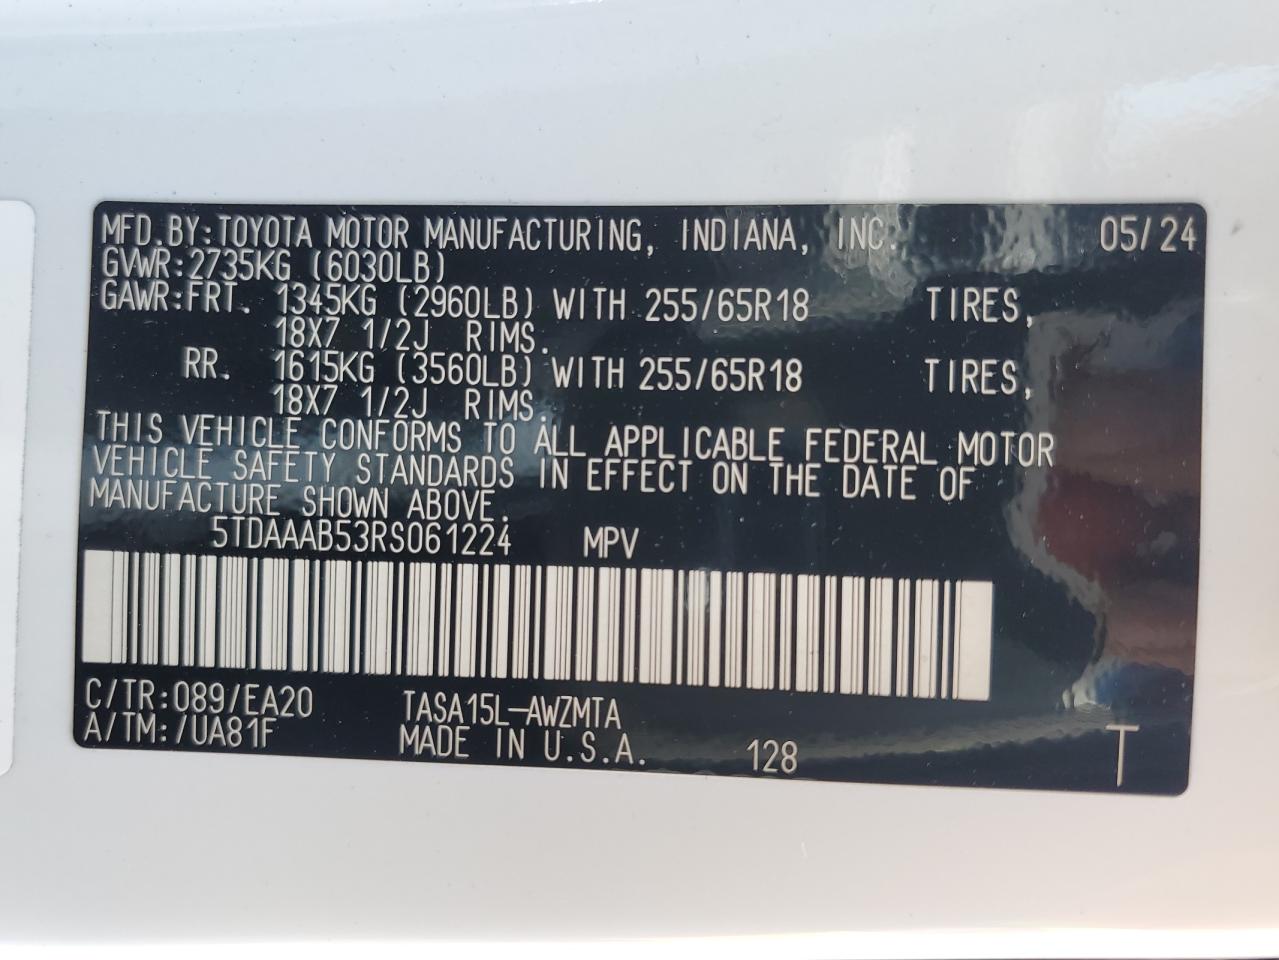 MFD.BY:TOYOTA MOTOR MANUFACTURING, INDIANA, INC. 05/24
GVWR:2735KG (6030LB)
GAWR:FRT. 1345KG (2960LB) WITH 255/65R18 TIRES,
18X7 1/2J RIMS.
RR. 1615KG (3560LB) WITH 255/65R18 TIRES,
18X7 1/2J RIMS.
THIS VEHICLE CONFORMS TO ALL APPLICABLE FEDERAL MOTOR
VEHICLE SAFETY STANDARDS IN EFFECT ON THE DATE OF
MANUFACTURE SHOWN ABOVE.
5TDAAAB53RS061224 MPV
C/TR:089/EA20 TASA15L-AWZMTA
A/TM:/UA81F MADE IN U.S.A. 128 T